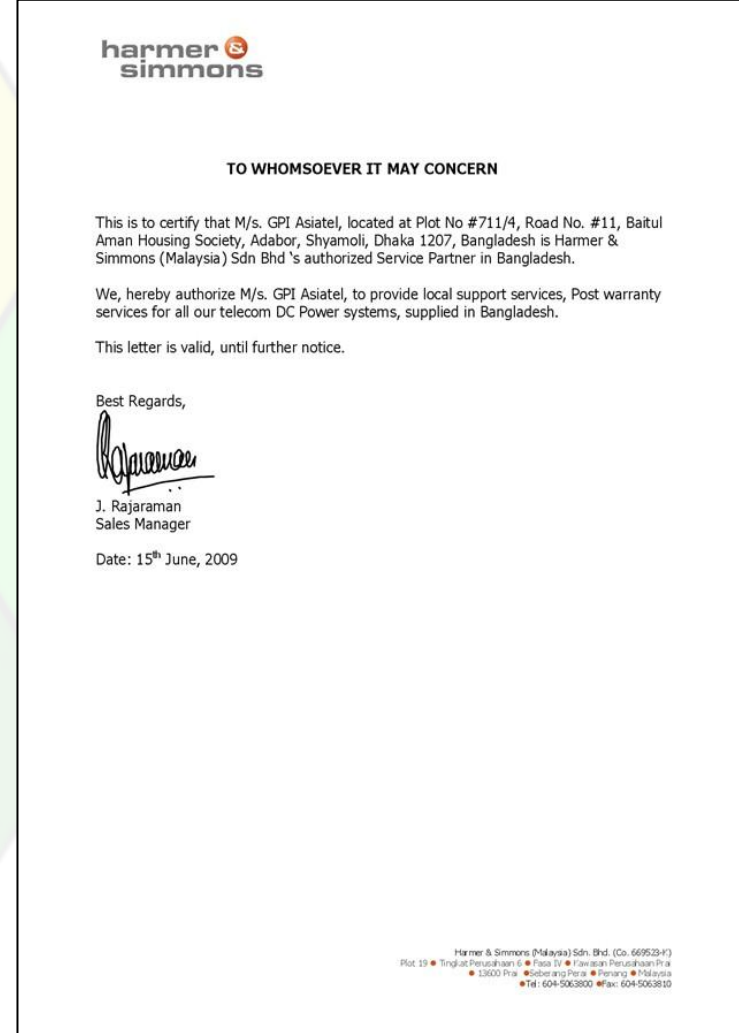 harmer &
simmons
TO WHOMSOEVER IT MAY CONCERN
This is to certify that M/s. GPI Asiatel, located at Plot No #711/4, Road No. #11, Baitul
Aman Housing Society, Adabor, Shyamoli, Dhaka 1207, Bangladesh is Harmer &
Simmons (Malaysia) Sdn Bhd 's authorized Service Partner in Bangladesh.
We, hereby authorize M/s. GPI Asiatel, to provide local support services, Post warranty
services for all our telecom DC Power systems, supplied in Bangladesh.
This letter is valid, until further notice.
Best Regards,
Rajaraman
J. Rajaraman
Sales Manager
Date: 15th June, 2009
Harmer & Simmons (Malaysia) Sdn. Bhd. (Co. 669523-K)
Plot 19 ● Tingkat Perusahaan 6 ● Fasa IV ● Kawasan Perusahaan Prai
● 13600 Prai ● Seberang Perai ● Penang ● Malaysia
● Tel: 604-5063800 ● Fax: 604-5063810